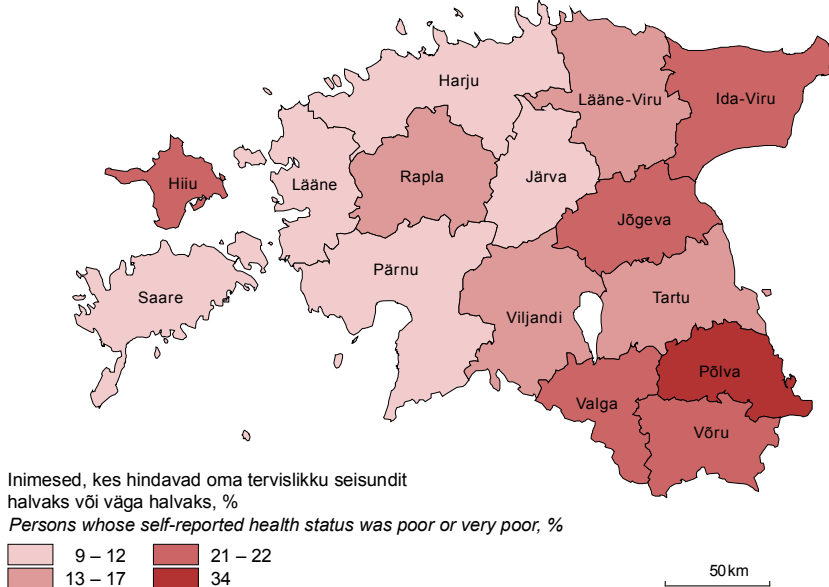 Harju
Lääne-Viru
Ida-Viru
Hiiu
Lääne
Rapla
Järva
Jõgeva
Saare
Pärnu
Viljandi
Tartu
Põlva
Valga
Võru
Inimesed, kes hindavad oma tervislikku seisundit
halvaks või väga halvaks, %
Persons whose self-reported health status was poor or very poor, %
9 – 12
21 – 22
13 – 17
34
50 km